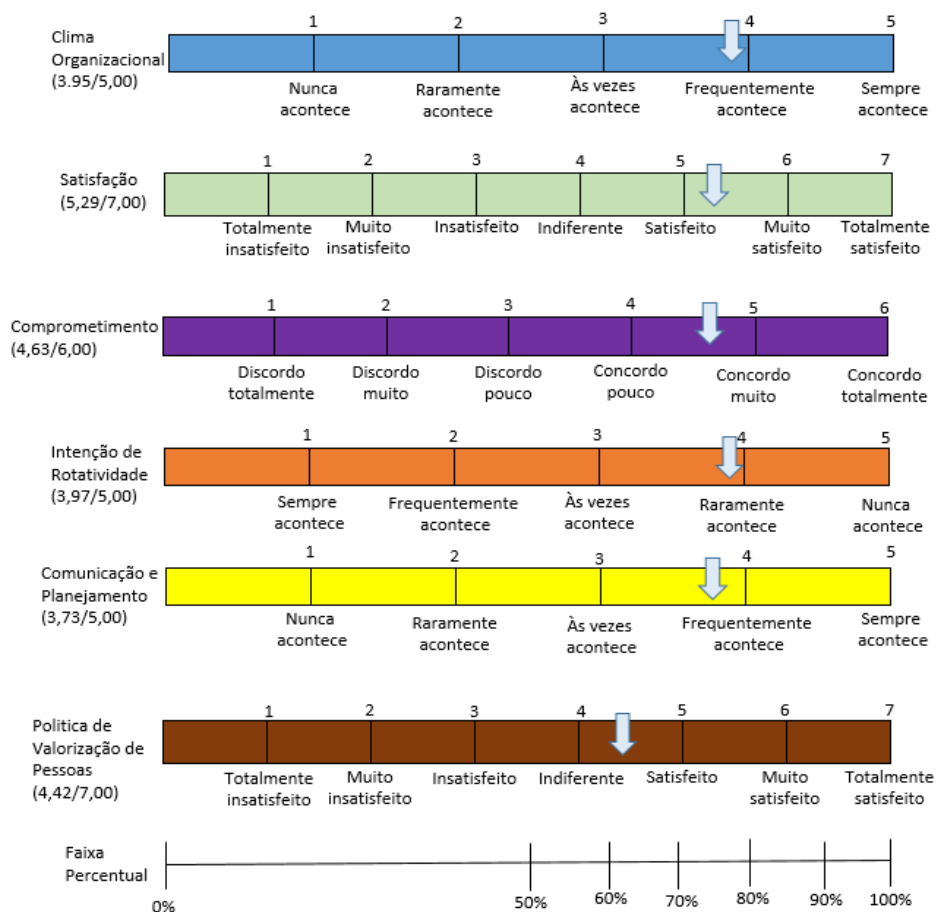 Clima
Organizacional
(3.95/5,00)
1 2 3 4 5
Nunca
acontece
Raramente
acontece
Às vezes
acontece
Frequentemente
acontece
Sempre
acontece
Satisfação
(5,29/7,00)
1 2 3 4 5 6 7
Totalmente
insatisfeito
Muito
insatisfeito
Insatisfeito
Indiferente
Satisfeito
Muito
satisfeito
Totalmente
satisfeito
Comprometimento
(4,63/6,00)
1 2 3 4 5 6
Discordo
totalmente
Discordo
muito
Discordo
pouco
Concordo
pouco
Concordo
muito
Concordo
totalmente
Intenção de
Rotatividade
(3,97/5,00)
1 2 3 4 5
Sempre
acontece
Frequentemente
acontece
Às vezes
acontece
Raramente
acontece
Nunca
acontece
Comunicação e
Planejamento
(3,73/5,00)
1 2 3 4 5
Nunca
acontece
Raramente
acontece
Às vezes
acontece
Frequentemente
acontece
Sempre
acontece
Politica de
Valorização de
Pessoas
(4,42/7,00)
1 2 3 4 5 6 7
Totalmente
insatisfeito
Muito
insatisfeito
Insatisfeito
Indiferente
Satisfeito
Muito
satisfeito
Totalmente
satisfeito
Faixa
Percentual
0% 50% 60% 70% 80% 90% 100%